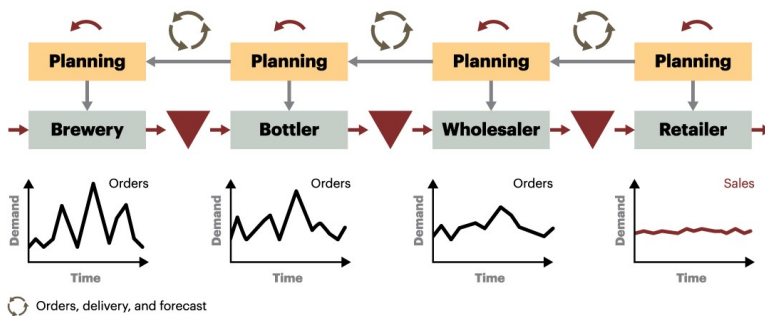 Planning
Planning
Planning
Planning
Brewery
Bottler
Wholesaler
Retailer
Orders
Demand
Time
Orders
Demand
Time
Orders
Demand
Time
Sales
Demand
Time
Orders, delivery, and forecast